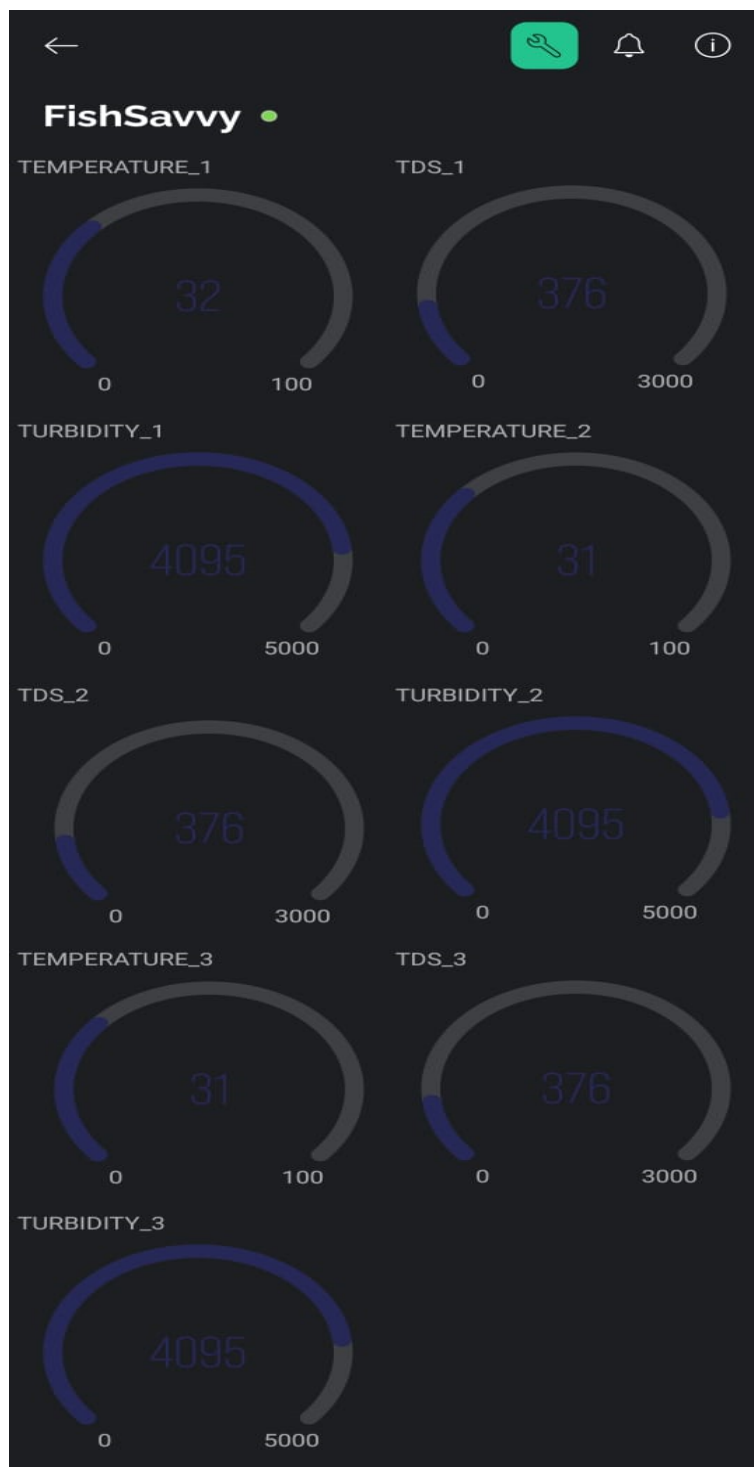 FishSavvy
TEMPERATURE_1
32
0 100
TDS_1
376
0 3000
TURBIDITY_1
4095
0 5000
TEMPERATURE_2
31
0 100
TDS_2
376
0 3000
TURBIDITY_2
4095
0 5000
TEMPERATURE_3
31
0 100
TDS_3
376
0 3000
TURBIDITY_3
4095
0 5000